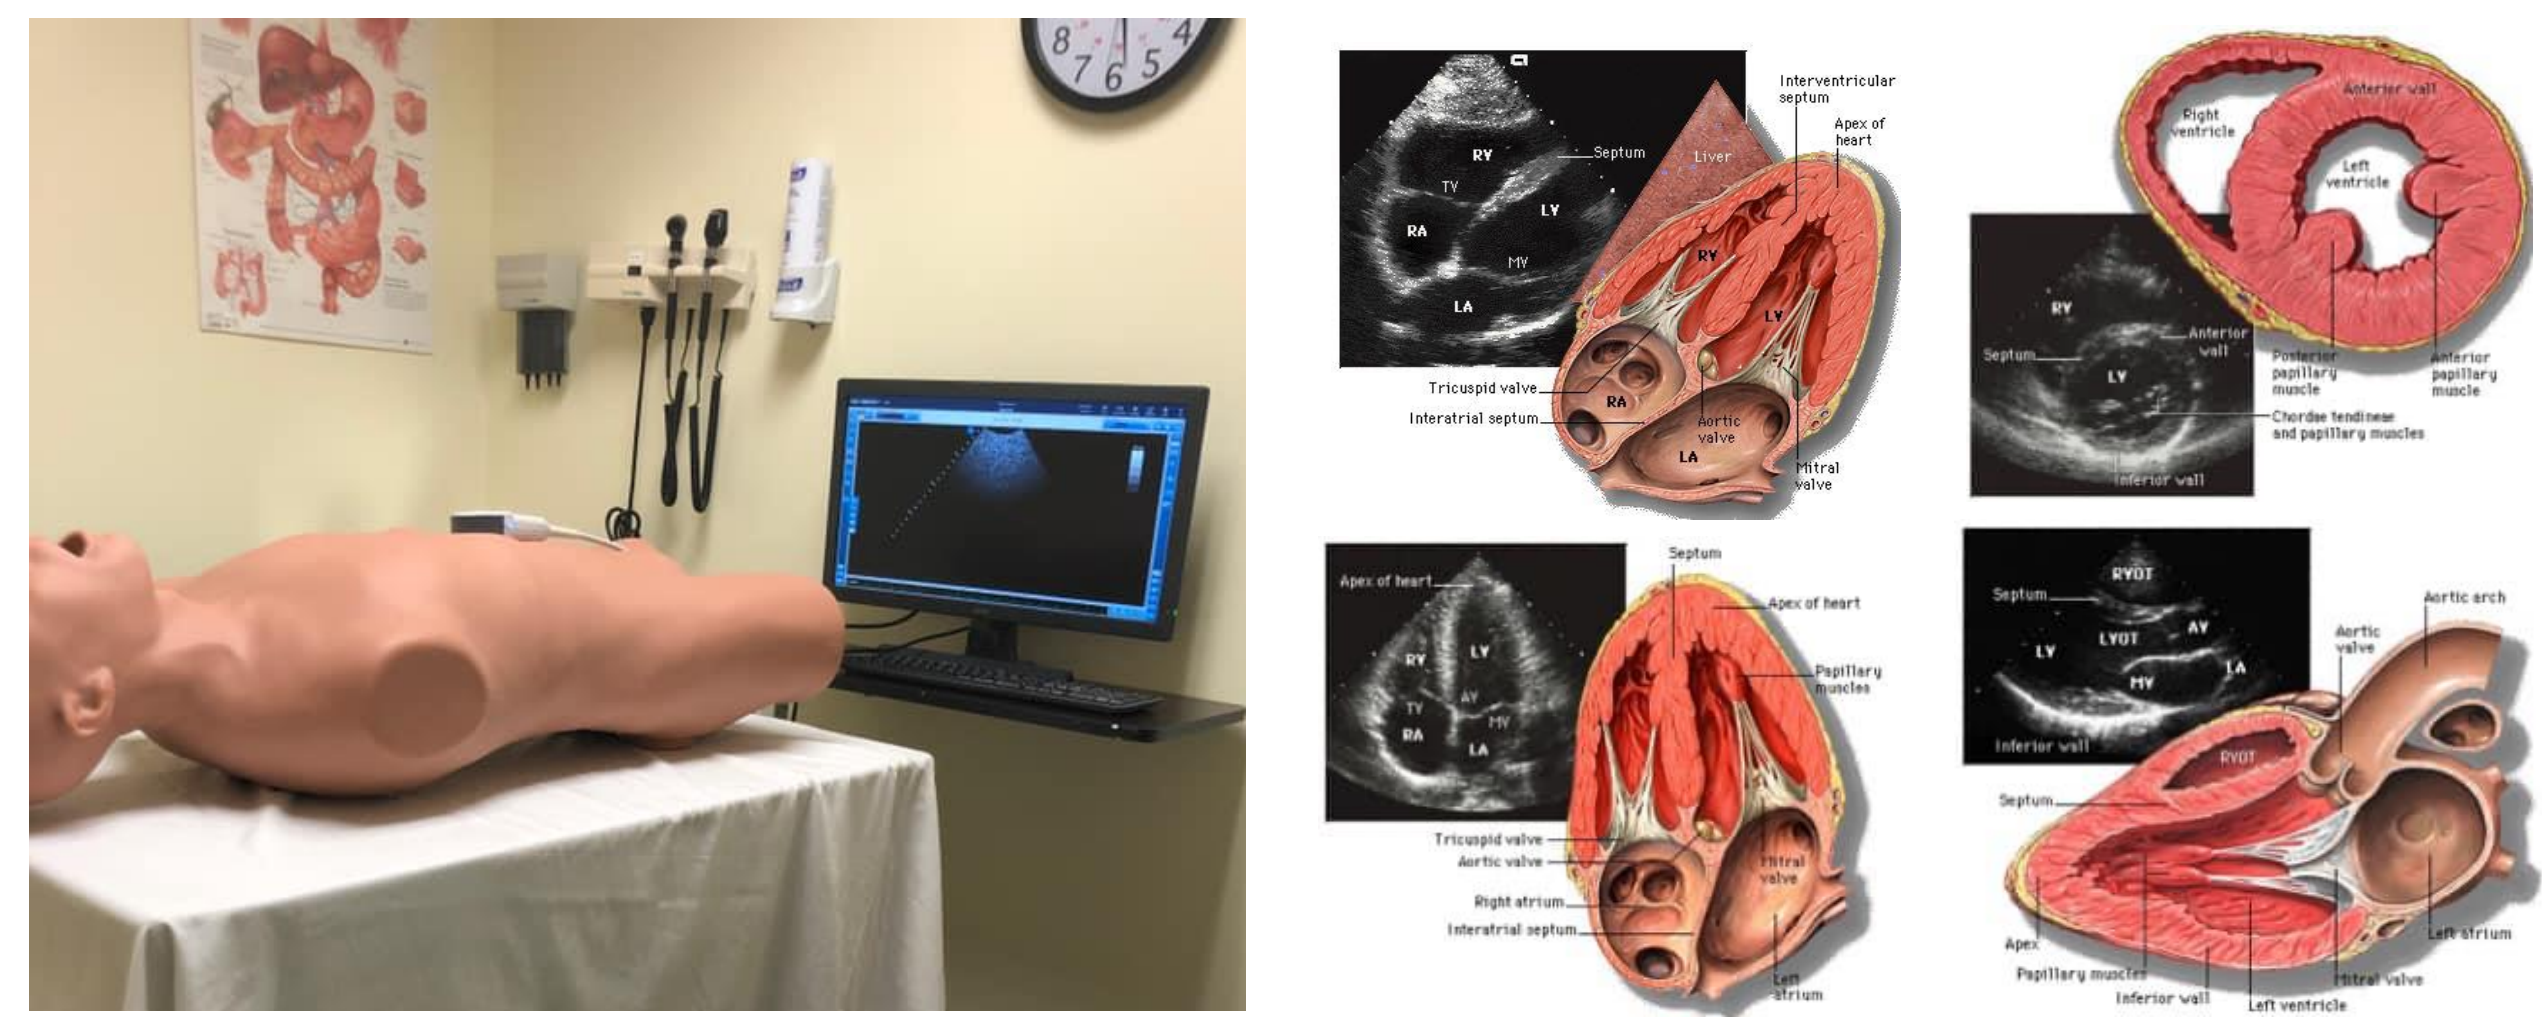 8
7
6
5
4
Interventricular
septum
Apex of
heart
Septum
Liver
RV
TV
LV
RA
MV
LA
RV
LV
Tricuspid valve
RA
Interatrial septum
Aortic
valve
LA
Mitral
valve
Anterior wall
Right
ventricle
Left
ventricle
RV
Anterior
wall
Septum
LV
Posterior
papillary
muscle
Anterior
papillary
muscle
Chordae tendineae
and papillary muscles
Inferior wall
Septum
Apex of heart
Apex of heart
RV
LV
Papillary
muscles
AV
TV
MV
RA
LA
Tricuspid valve
Aortic valve
Mitral
valve
Right atrium
Interatrial septum
Left
atrium
RVOT
Septum
Aortic arch
LVOT
AV
Aortic
valve
LV
LA
MV
Inferior wall
RVOT
Septum
Apex
Left atrium
Papillary muscles
Mitral valve
Inferior wall
Left ventricle